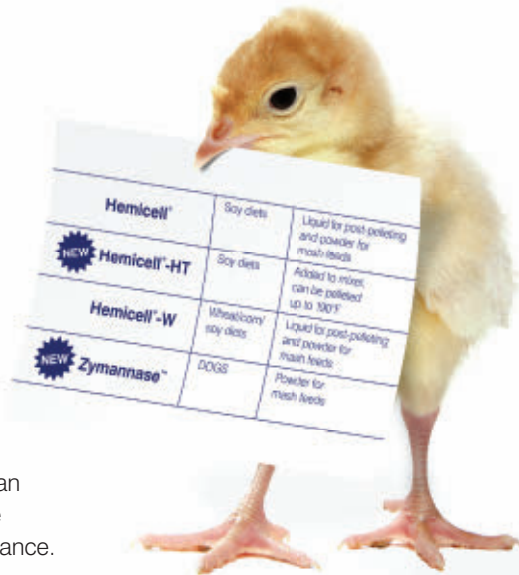 Hemicell®
Soy diets
Liquid for post-pelleting
and powder for
mash feeds
NEW
Hemicell®-HT
Soy diets
Added to mixer,
can be pelleted
up to 190°F
Hemicell®-W
Wheat/corn/
soy diets
Liquid for post-pelleting
and powder for
mash feeds
NEW
Zymannase™
DDGS
Powder for
mash feeds
an
ance.